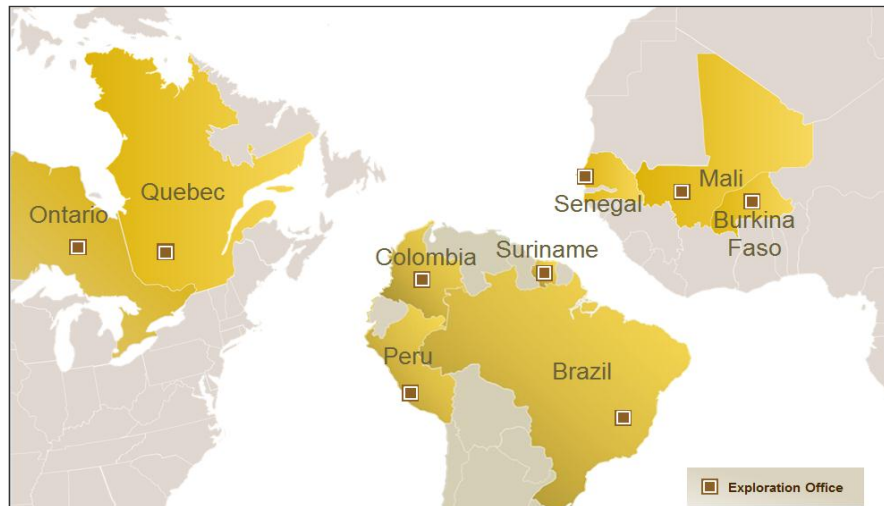 Ontario
Quebec
Colombia
Suriname
Peru
Brazil
Senegal
Mali
Burkina
Faso
Exploration Office